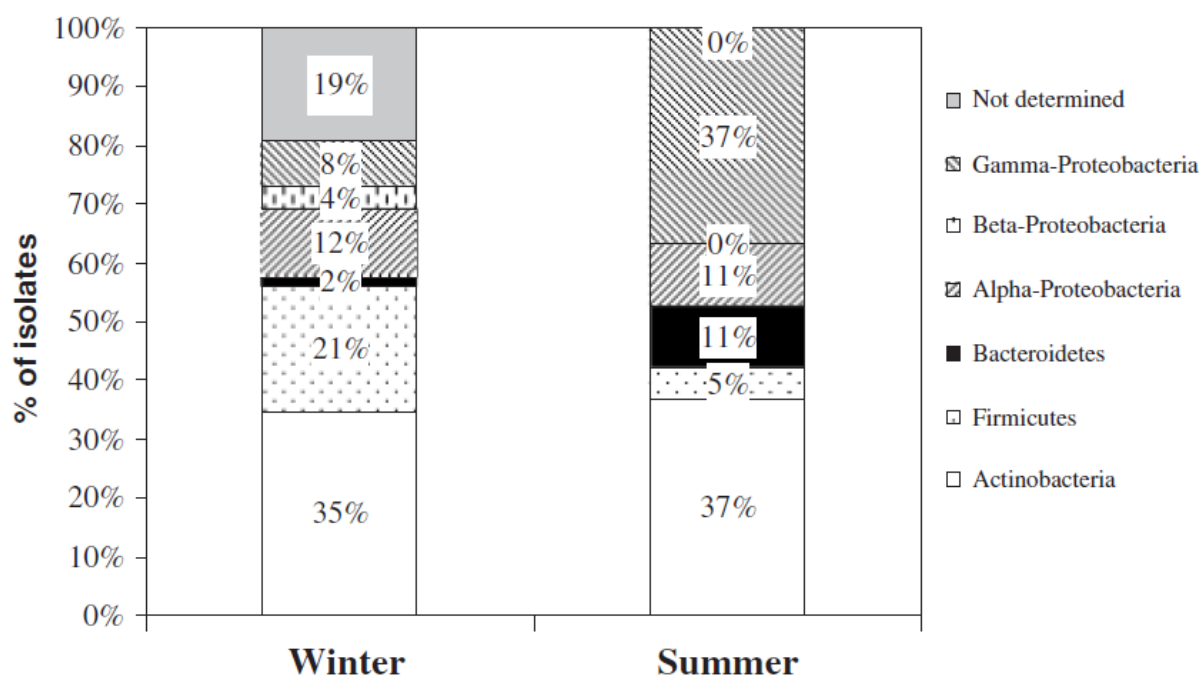 % of isolates
100%
90%
80%
70%
60%
50%
40%
30%
20%
10%
0%
19%
8%
4%
12%
2%
21%
35%
0%
37%
0%
11%
11%
5%
37%
Winter
Summer
Not determined
Gamma-Proteobacteria
Beta-Proteobacteria
Alpha-Proteobacteria
Bacteroidetes
Firmicutes
Actinobacteria